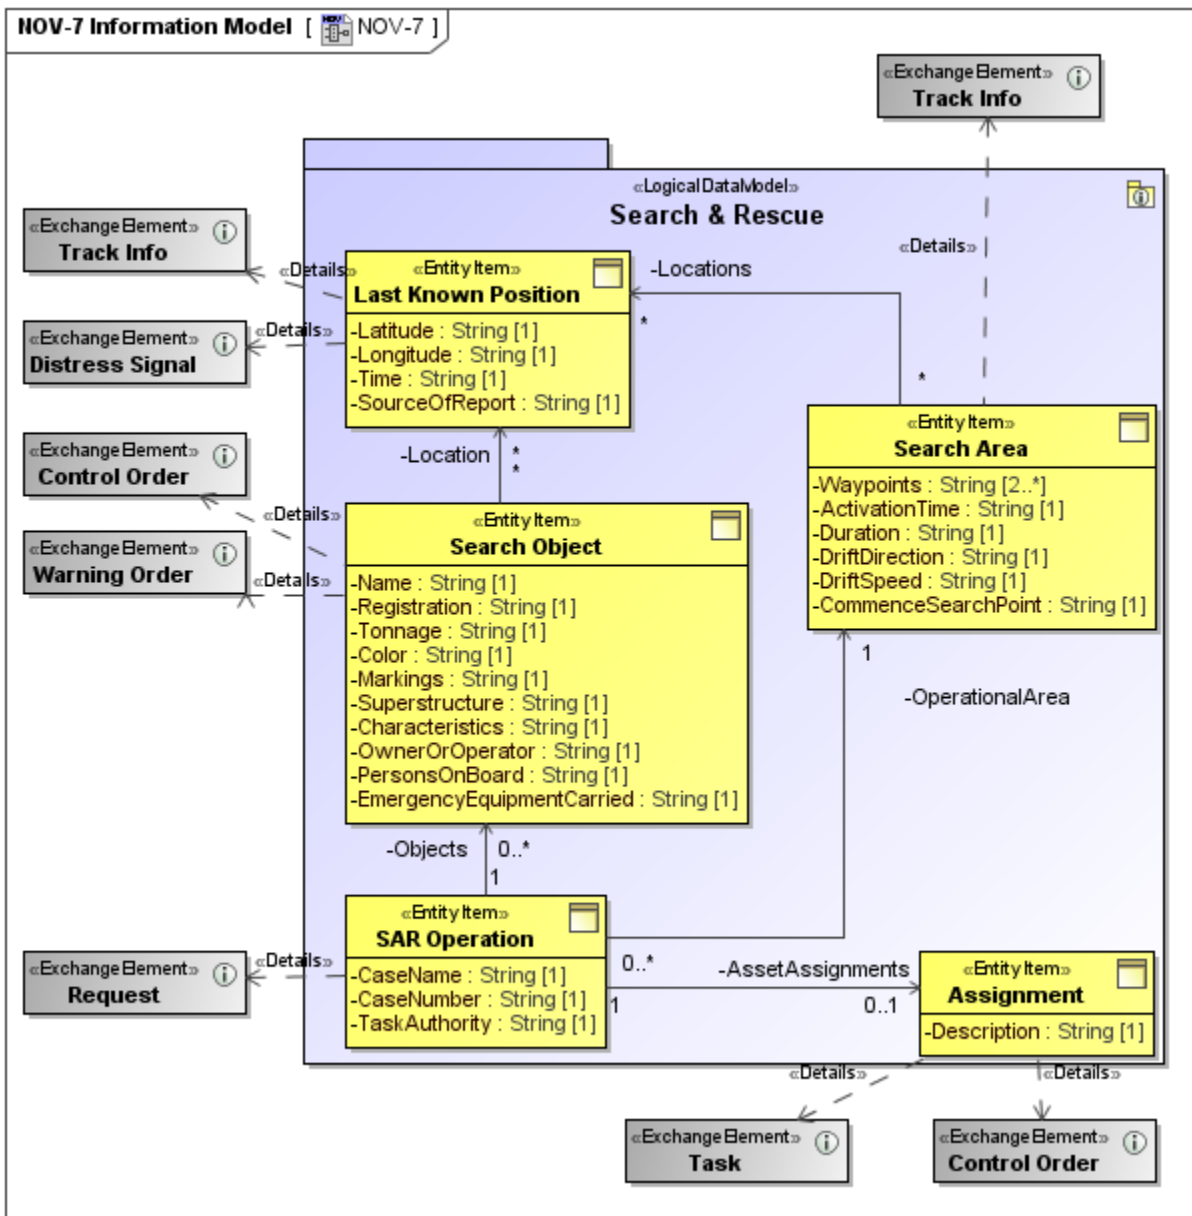 NOV-7 Information Model [ NOV-7 ]
«ExchangeElement»
Track Info
«LogicalDataModel»
Search & Rescue
«Details»
«ExchangeElement»
Track Info
«Details»
«EntityItem»
Last Known Position
-Latitude : String [1]
-Longitude : String [1]
-Time : String [1]
-SourceOfReport : String [1]
-Locations
*
*
«ExchangeElement»
Distress Signal
«Details»
«EntityItem»
Search Area
-Waypoints : String [2..*]
-ActivationTime : String [1]
-Duration : String [1]
-DriftDirection : String [1]
-DriftSpeed : String [1]
-CommenceSearchPoint : String [1]
-Location
*
*
«ExchangeElement»
Control Order
«Details»
«ExchangeElement»
Warning Order
«Details»
«EntityItem»
Search Object
-Name : String [1]
-Registration : String [1]
-Tonnage : String [1]
-Color : String [1]
-Markings : String [1]
-Superstructure : String [1]
-Characteristics : String [1]
-OwnerOrOperator : String [1]
-PersonsOnBoard : String [1]
-EmergencyEquipmentCarried : String [1]
1
-OperationalArea
-Objects
0..*
1
«EntityItem»
SAR Operation
-CaseName : String [1]
-CaseNumber : String [1]
-TaskAuthority : String [1]
«ExchangeElement»
Request
«Details»
0..*
-AssetAssignments
1
0..1
«EntityItem»
Assignment
-Description : String [1]
«Details»
«Details»
«ExchangeElement»
Task
«ExchangeElement»
Control Order